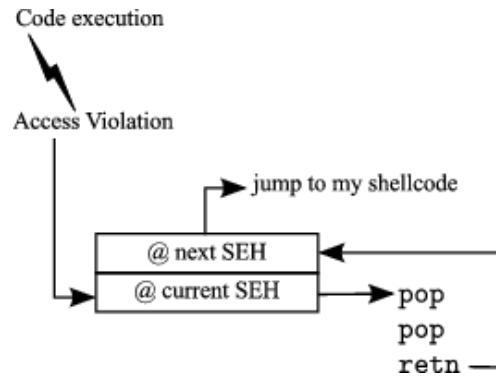 Code execution
Access Violation
jump to my shellcode
@ next SEH
@ current SEH
pop
pop
retn